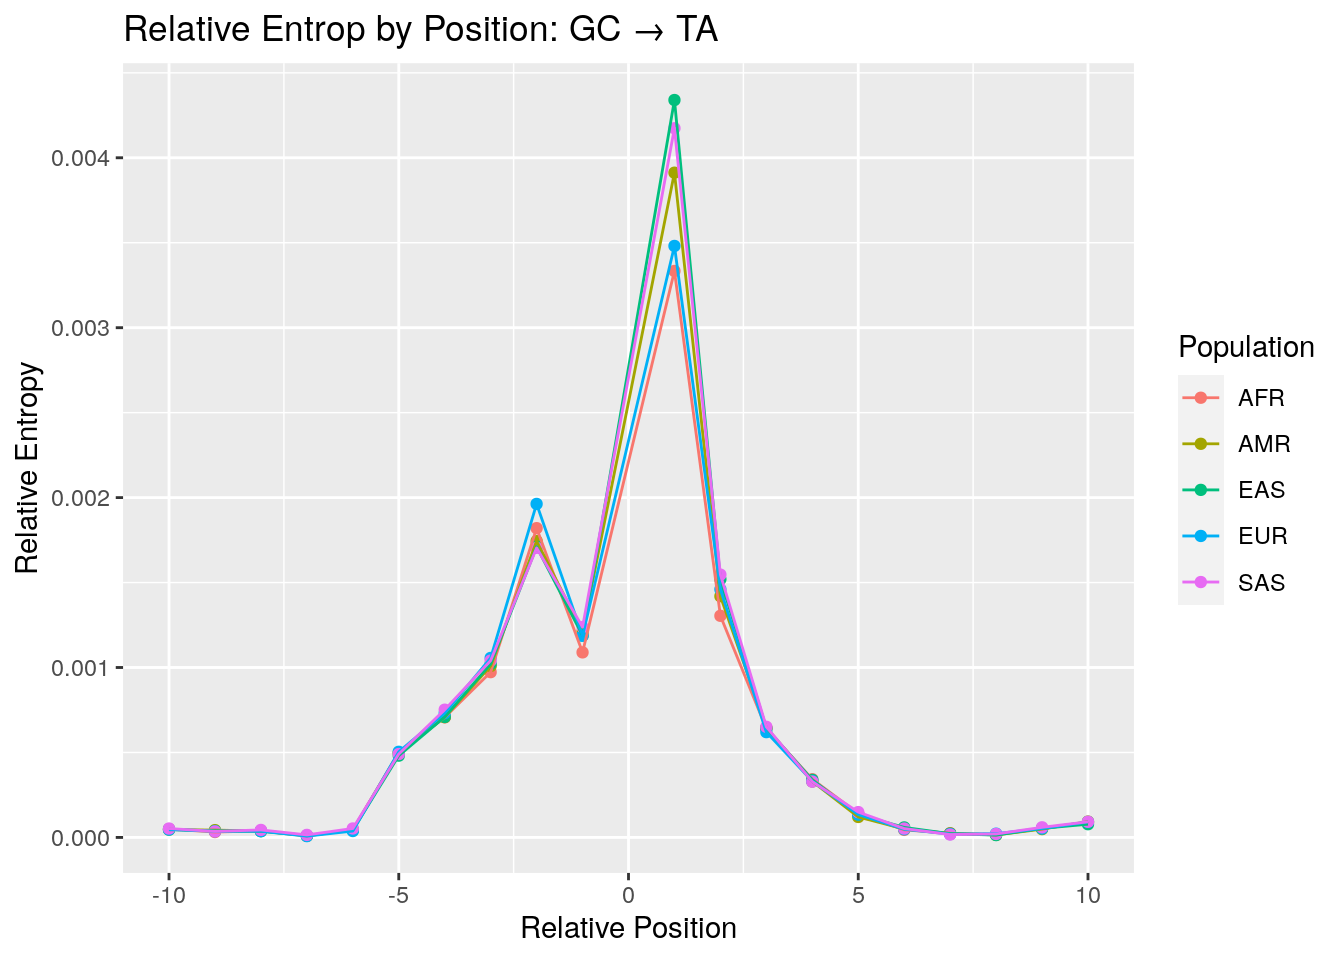 Relative Entrop by Position: GC → TA
Relative Entropy
0.004
0.003
0.002
0.001
0.000
-10 -5 0 5 10
Relative Position
Population
AFR
AMR
EAS
EUR
SAS